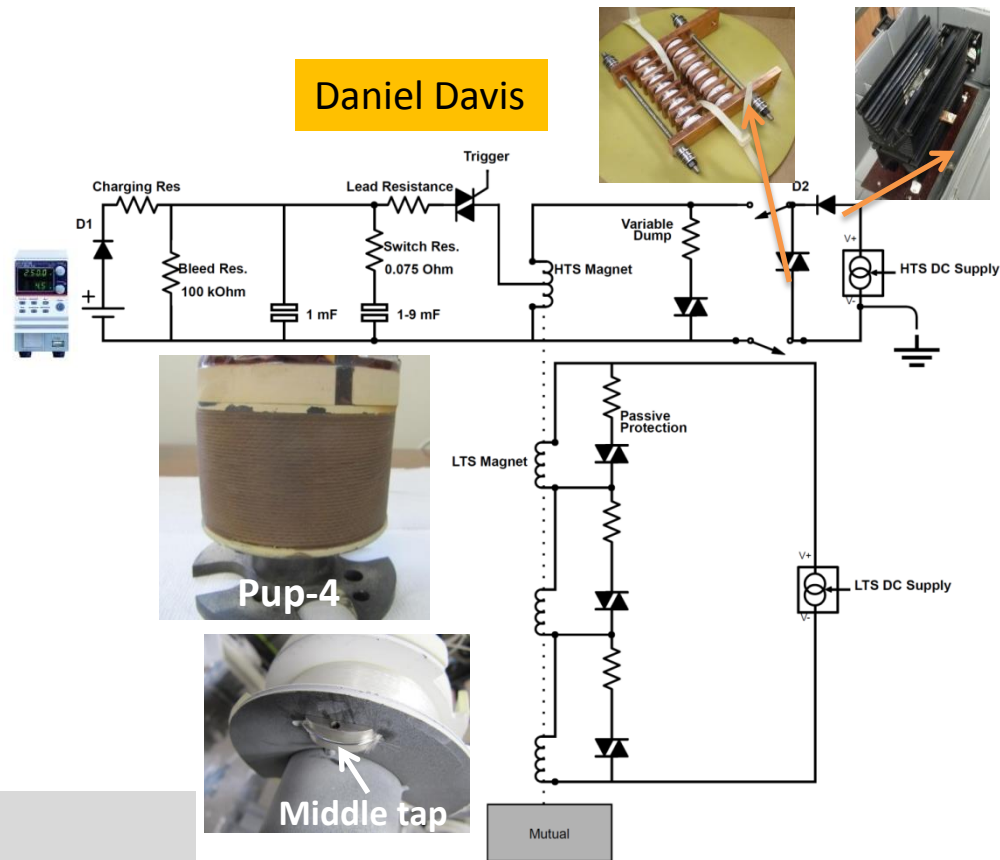 Daniel Davis
Trigger
Charging Res
Lead Resistance
D2
D1
Variable
Dump
V+
Switch Res.
0.075 Ohm
Bleed Res.
100 kOhm
HTS Magnet
HTS DC Supply
V-
+
1 mF
1-9 mF
Passive
Protection
LTS Magnet
V+
LTS DC Supply
V-
Pup-4
Middle tap
Mutual